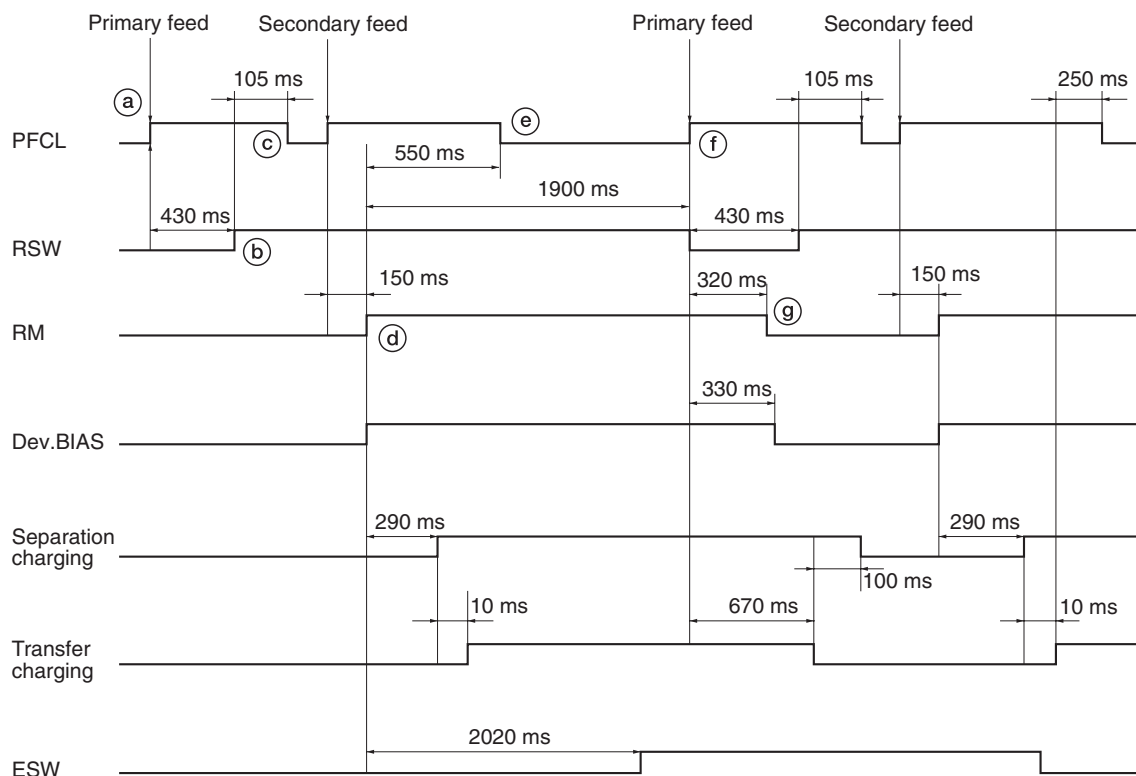 Primary feed
Secondary feed
Primary feed
Secondary feed
105 ms
105 ms
250 ms
a
PFCL
c
e
f
550 ms
1900 ms
430 ms
430 ms
RSW
b
150 ms
320 ms
150 ms
RM
d
g
330 ms
Dev.BIAS
290 ms
290 ms
Separation
charging
100 ms
10 ms
670 ms
10 ms
Transfer
charging
2020 ms
ESW